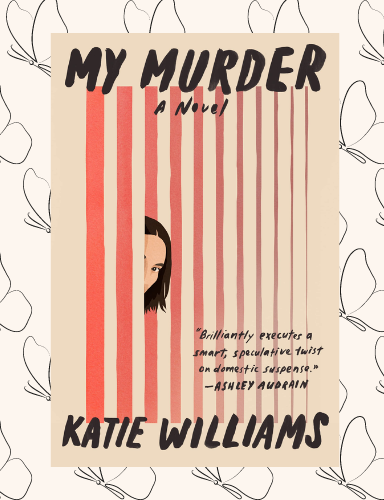 MY MURDER
A Novel
"Brilliantly executes a
smart, speculative twist
on domestic suspense."
—ASHLEY AUDRAIN
KATIE WILLIAMS